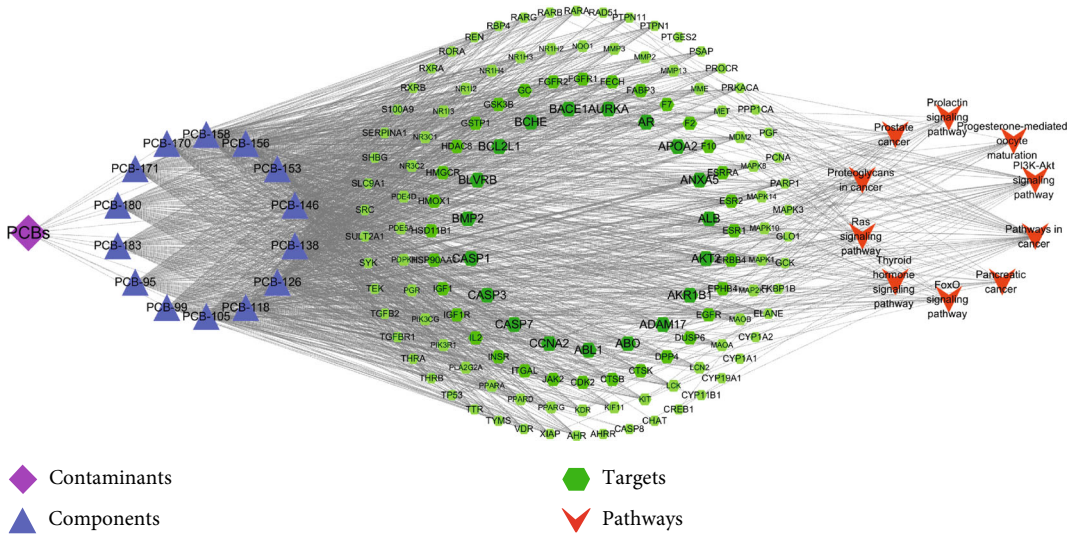 PCBs
PCB-158
PCB-156
PCB-153
PCB-146
PCB-138
PCB-126
PCB-118
PCB-105
PCB-99
PCB-95
PCB-183
PCB-180
PCB-171
PCB-170
RARA
RAD51
PTPN11
PTPN1
PTGES2
PSAP
PROCR
PRKACA
PPP1CA
PGF
PCNA
PARP1
MAPK3
GLO1
GCK
FKBP1B
ELANE
CYP1A2
CYP1A1
CYP19A1
CYP11B1
CREB1
CHAT
CASP8
AHRR
AHR
XIAP
VDR
TYMS
TTR
TP53
THRB
THRA
TGFBR1
TGFB2
TEK
SYK
SULT2A1
SRC
SLC9A1
SHBG
SERPINA1
S100A9
RXRB
RXRA
RORA
REN
RBP4
RARG
RARB
NR1H2
NR1H3
NR1H4
NR1I2
NR1I3
NR3C1
NR3C2
PDE4D
PDE5A
PGR
PIK3CG
PIK3R1
PLA2G2A
PPARA
PPARD
PPARG
KDR
KIF11
KIT
LCK
LCN2
MAOA
MAOB
MAPK1
MAPK10
MAPK14
MAPK8
MDM2
MET
MME
MMP13
MMP2
MMP3
FGFR1
FGFR2
FECH
FABP3
F7
F2
F10
ESRRA
ESR2
ESR1
ERBB4
EPHB4
EGFR
DUSP6
DPP4
CTSK
CTSB
CDK2
JAK2
ITGAL
INSR
IL2
IGF1R
IGF1
HSD11B1
HMOX1
HMGCR
HDAC8
GSTP1
GSK3B
GC
BACE1
AURKA
AR
APOA2
ANXA5
ALB
AKT2
AKR1B1
ADAM17
ABO
ABL1
CCNA2
CASP7
CASP3
CASP1
BMP2
BLVRB
BCL2L1
BCHE
Prolactin
signaling
pathway
Progesterone-mediated
oocyte
maturation
Prostate
cancer
PI3K-Akt
signaling
pathway
Proteoglycans
in cancer
Ras
signaling
pathway
Pathways in
cancer
Thyroid
hormone
signaling
pathway
FoxO
signaling
pathway
Pancreatic
cancer
Contaminants
Components
Targets
Pathways